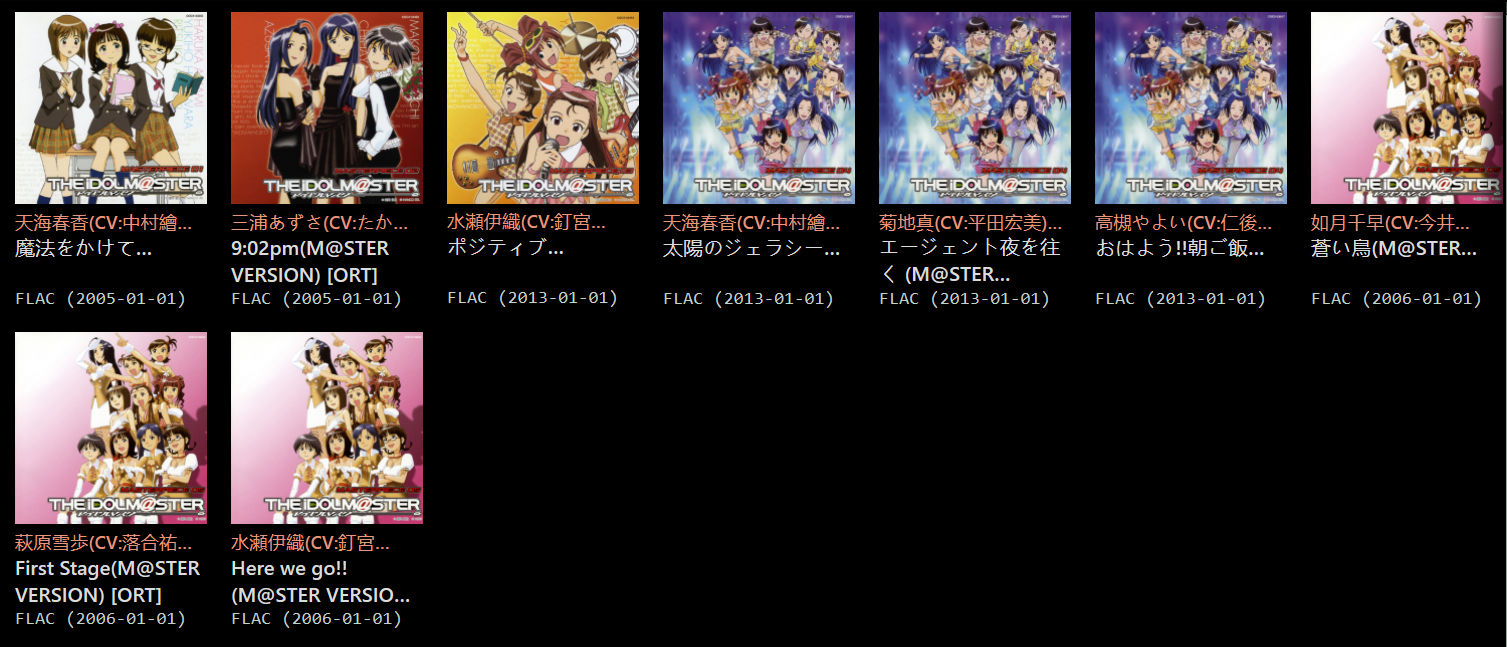 THE iDOLM@STER
天海春香(CV:中村繪...
魔法をかけて...
FLAC (2005-01-01)
THE iDOLM@STER
三浦あずさ(CV:たか...
9:02pm(M@STER
VERSION) [ORT]
FLAC (2005-01-01)
THE iDOLM@STER
水瀬伊織(CV:釘宮...
ポジティブ...
FLAC (2013-01-01)
THE iDOLM@STER
天海春香(CV:中村繪...
太陽のジェラシー...
FLAC (2013-01-01)
THE iDOLM@STER
菊地真(CV:平田宏美)...
エージェント夜を往
く (M@STER...
FLAC (2013-01-01)
THE iDOLM@STER
高槻やよい(CV:仁後...
おはよう!!朝ご飯...
FLAC (2013-01-01)
THE iDOLM@STER
如月千早(CV:今井...
蒼い鳥(M@STER...
FLAC (2006-01-01)
THE iDOLM@STER
萩原雪歩(CV:落合祐...
First Stage(M@STER
VERSION) [ORT]
FLAC (2006-01-01)
THE iDOLM@STER
水瀬伊織(CV:釘宮...
Here we go!!
(M@STER VERSIO...
FLAC (2006-01-01)